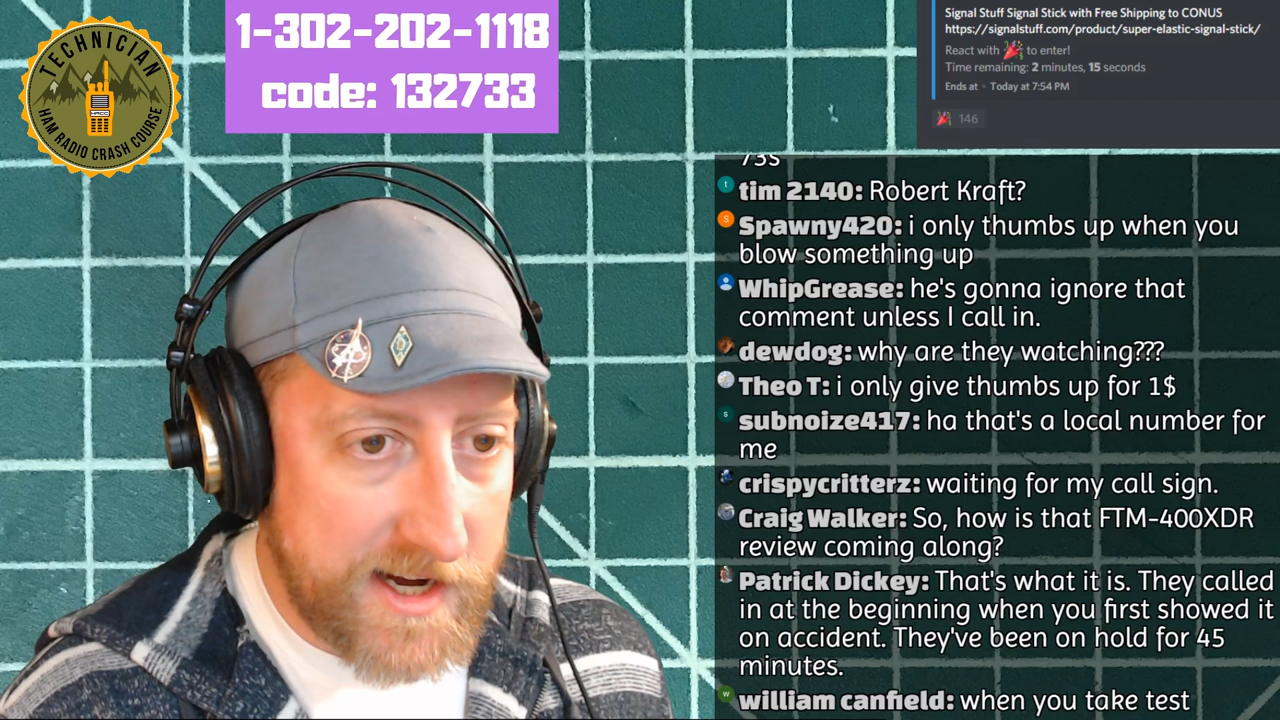 TECHNICIAN
HAM RADIO CRASH COURSE
1-302-202-1118
code: 132733
Signal Stuff Signal Stick with Free Shipping to CONUS
https://signalstuff.com/product/super-elastic-signal-stick/
React with 🎉 to enter!
Time remaining: 2 minutes, 15 seconds
Ends at • Today at 7:54 PM
🎉 146
73s
tim 2140: Robert Kraft?
Spawny420: i only thumbs up when you
blow something up
WhipGrease: he's gonna ignore that
comment unless I call in.
dewdog: why are they watching???
Theo T: i only give thumbs up for 1$
subnoize417: ha that's a local number for
me
crispycritterz: waiting for my call sign.
Craig Walker: So, how is that FTM-400XDR
review coming along?
Patrick Dickey: That's what it is. They called
in at the beginning when you first showed it
on accident. They've been on hold for 45
minutes.
william canfield: when you take test